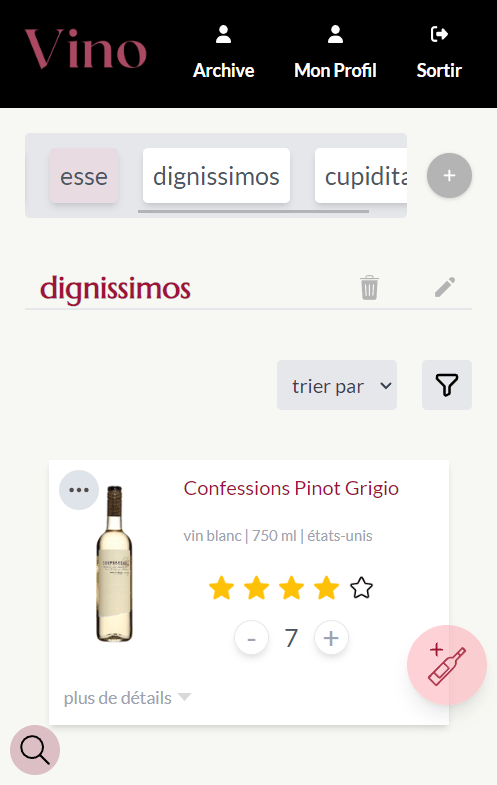 Vino
Archive
Mon Profil
Sortir
esse
dignissimos
cupidita
+
dignissimos
trier par
Confessions Pinot Grigio
vin blanc | 750 ml | états-unis
- 7 +
plus de détails